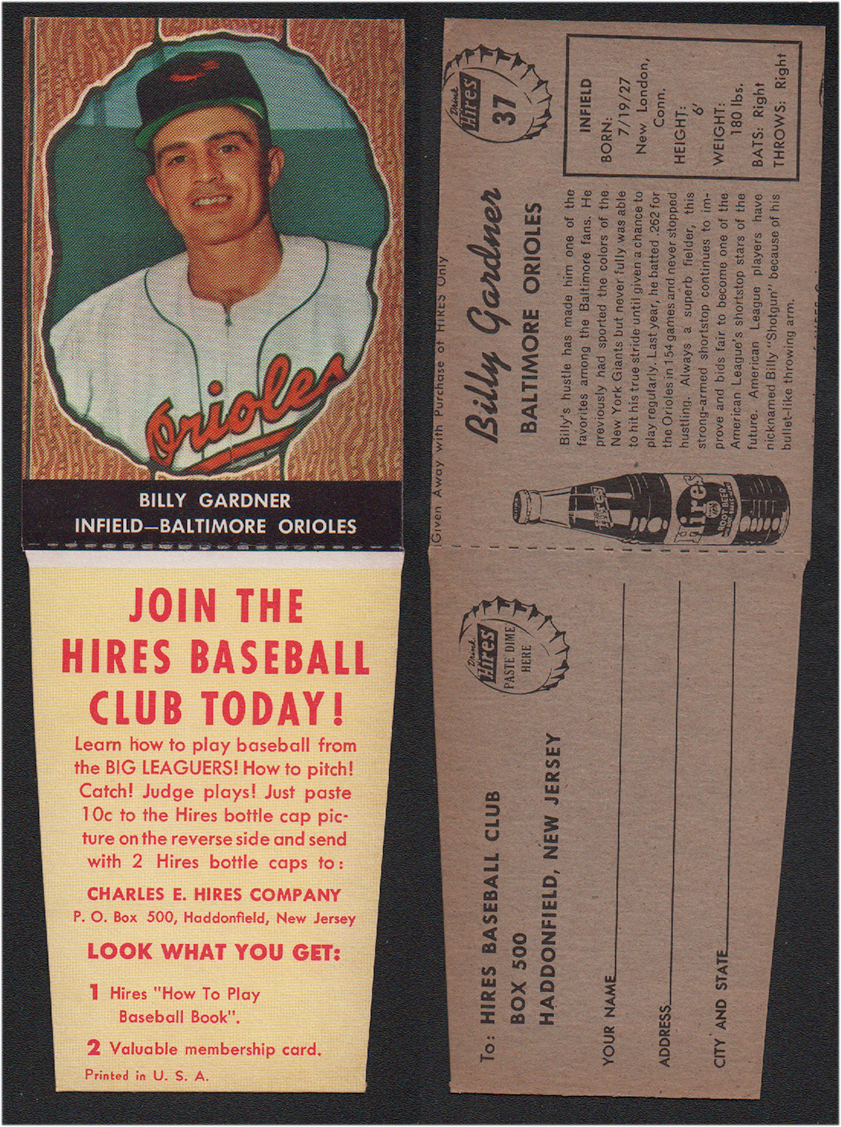 Orioles
BILLY GARDNER
INFIELD—BALTIMORE ORIOLES
JOIN THE
HIRES BASEBALL
CLUB TODAY!
Learn how to play baseball from
the BIG LEAGUERS! How to pitch!
Catch! Judge plays! Just paste
10c to the Hires bottle cap pic-
ture on the reverse side and send
with 2 Hires bottle caps to:
CHARLES E. HIRES COMPANY
P. O. Box 500, Haddonfield, New Jersey
LOOK WHAT YOU GET:
1 Hires "How To Play
Baseball Book".
2 Valuable membership card.
Printed in U. S. A.
Given Away with Purchase of HIRES Only
Drink
Hires
37
Billy Gardner
BALTIMORE ORIOLES
INFIELD
BORN:
7/19/27
New London,
Conn.
HEIGHT:
6'
WEIGHT:
180 lbs.
BATS: Right
THROWS: Right
Billy's hustle has made him one of the
favorites among the Baltimore fans. He
previously had sported the colors of the
New York Giants but never fully was able
to hit his true stride until given a chance to
play regularly. Last year, he batted .262 for
the Orioles in 154 games and never stopped
hustling. Always a superb fielder, this
strong-armed shortstop continues to im-
prove and bids fair to become one of the
American League's shortstop stars of the
future. American League players have
nicknamed Billy "Shotgun" because of his
bullet-like throwing arm.
Hires
Hires
ROOT BEER
Drink
Hires
PASTE DIME
HERE
To: HIRES BASEBALL CLUB
BOX 500
HADDONFIELD, NEW JERSEY
YOUR NAME
ADDRESS
CITY AND STATE